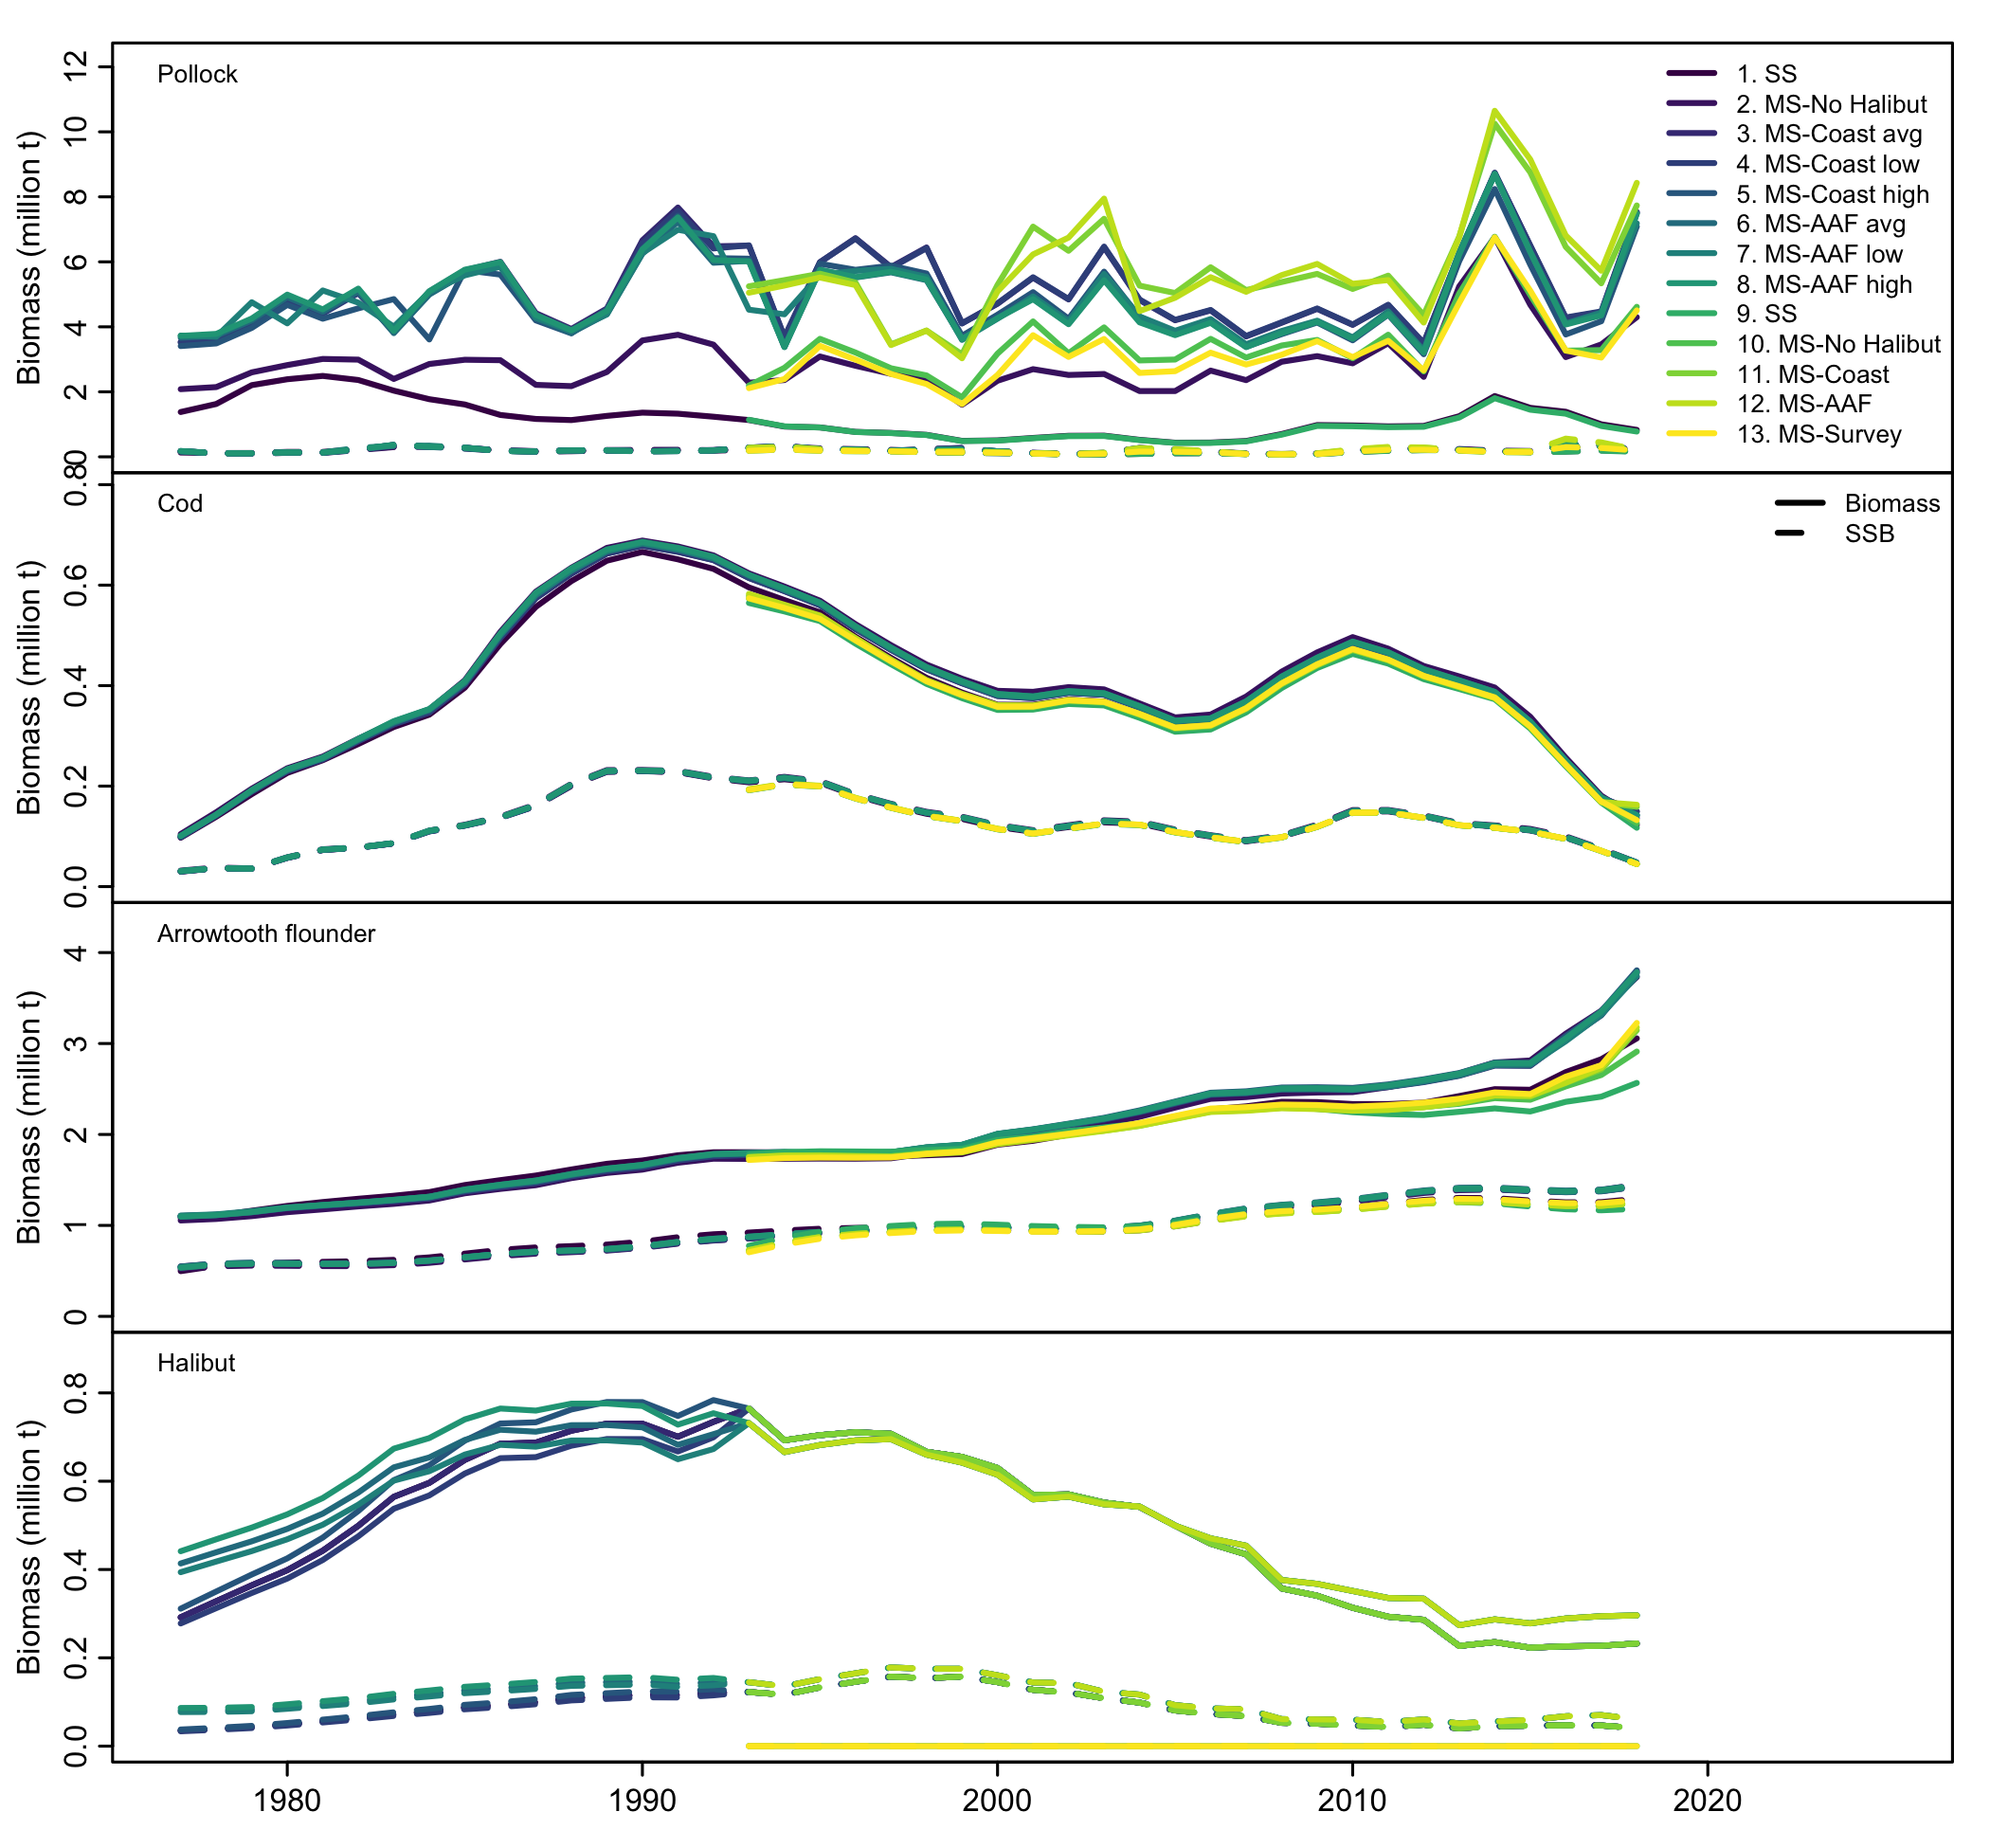 Pollock
Biomass (million t)
12
10
8
6
4
2
0
1. SS
2. MS-No Halibut
3. MS-Coast avg
4. MS-Coast low
5. MS-Coast high
6. MS-AAF avg
7. MS-AAF low
8. MS-AAF high
9. SS
10. MS-No Halibut
11. MS-Coast
12. MS-AAF
13. MS-Survey
Cod
Biomass (million t)
0.8
0.6
0.4
0.2
0.0
Biomass
SSB
Arrowtooth flounder
Biomass (million t)
4
3
2
1
0
Halibut
Biomass (million t)
0.8
0.6
0.4
0.2
0.0
1980 1990 2000 2010 2020